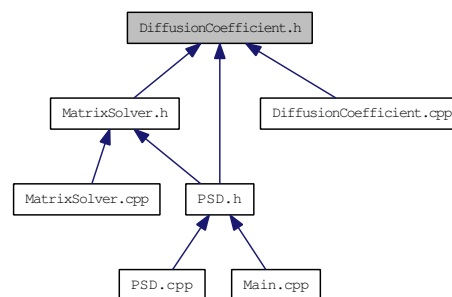 DiffusionCoefficient.h
MatrixSolver.h
DiffusionCoefficient.cpp
MatrixSolver.cpp
PSD.h
PSD.cpp
Main.cpp